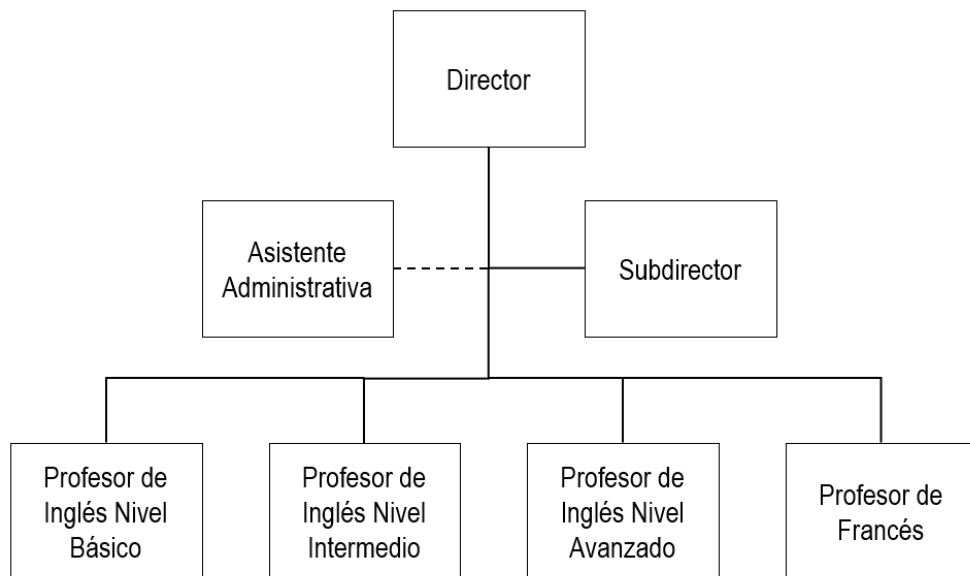 Director
Asistente
Administrativa
Subdirector
Profesor de
Inglés Nivel
Básico
Profesor de
Inglés Nivel
Intermedio
Profesor de
Inglés Nivel
Avanzado
Profesor de
Francés